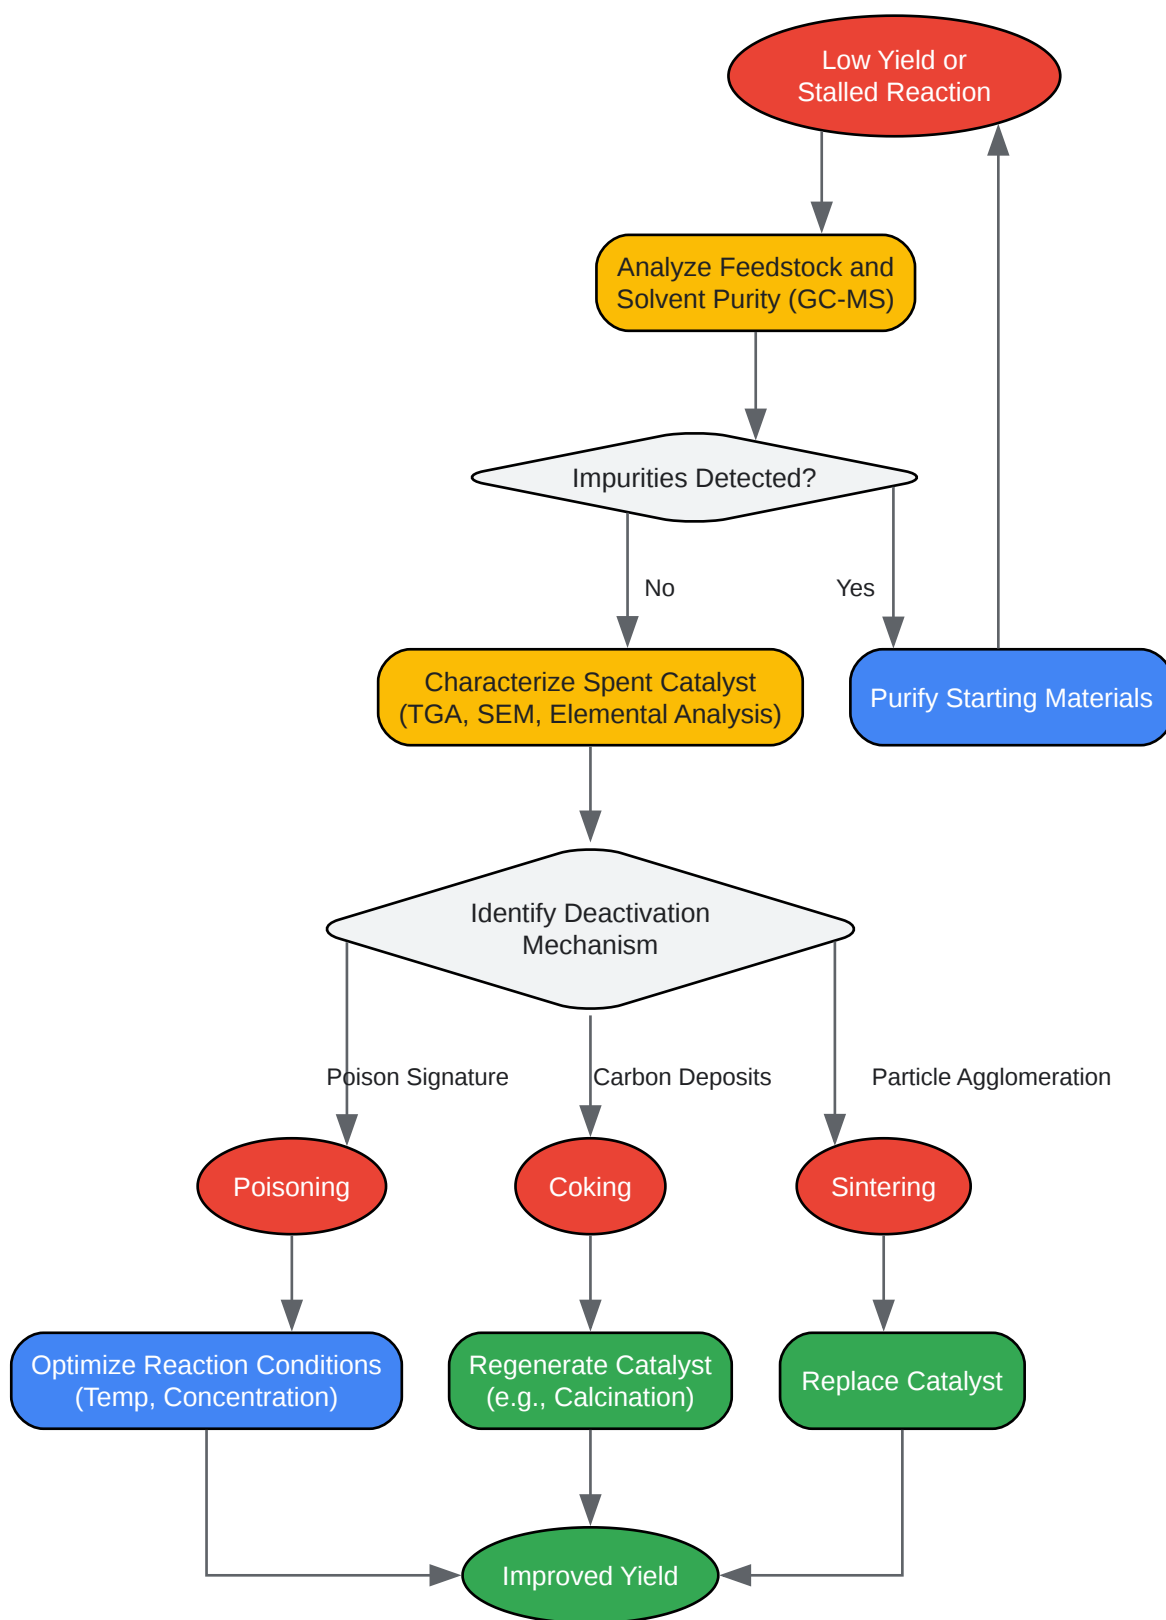 Low Yield or
Stalled Reaction
Analyze Feedstock and
Solvent Purity (GC-MS)
Impurities Detected?
No
Yes
Characterize Spent Catalyst
(TGA, SEM, Elemental Analysis)
Purify Starting Materials
Identify Deactivation
Mechanism
Poison Signature
Carbon Deposits
Particle Agglomeration
Poisoning
Coking
Sintering
Optimize Reaction Conditions
(Temp, Concentration)
Regenerate Catalyst
(e.g., Calcination)
Replace Catalyst
Improved Yield